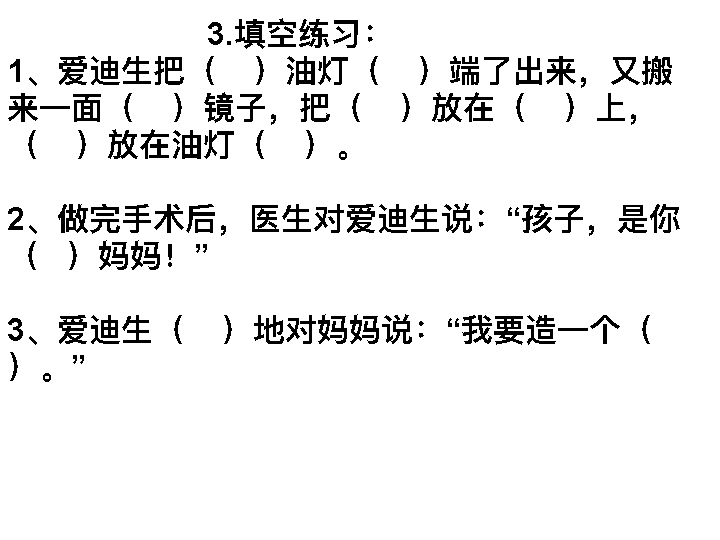 3.填空练习：
1、爱迪生把（　）油灯（　）端了出来，又搬
来一面（　）镜子，把（　）放在（　）上，
（　）放在油灯（　）。
2、做完手术后，医生对爱迪生说：“孩子，是你
（　）妈妈！”
3、爱迪生（　）地对妈妈说：“我要造一个（
）。”